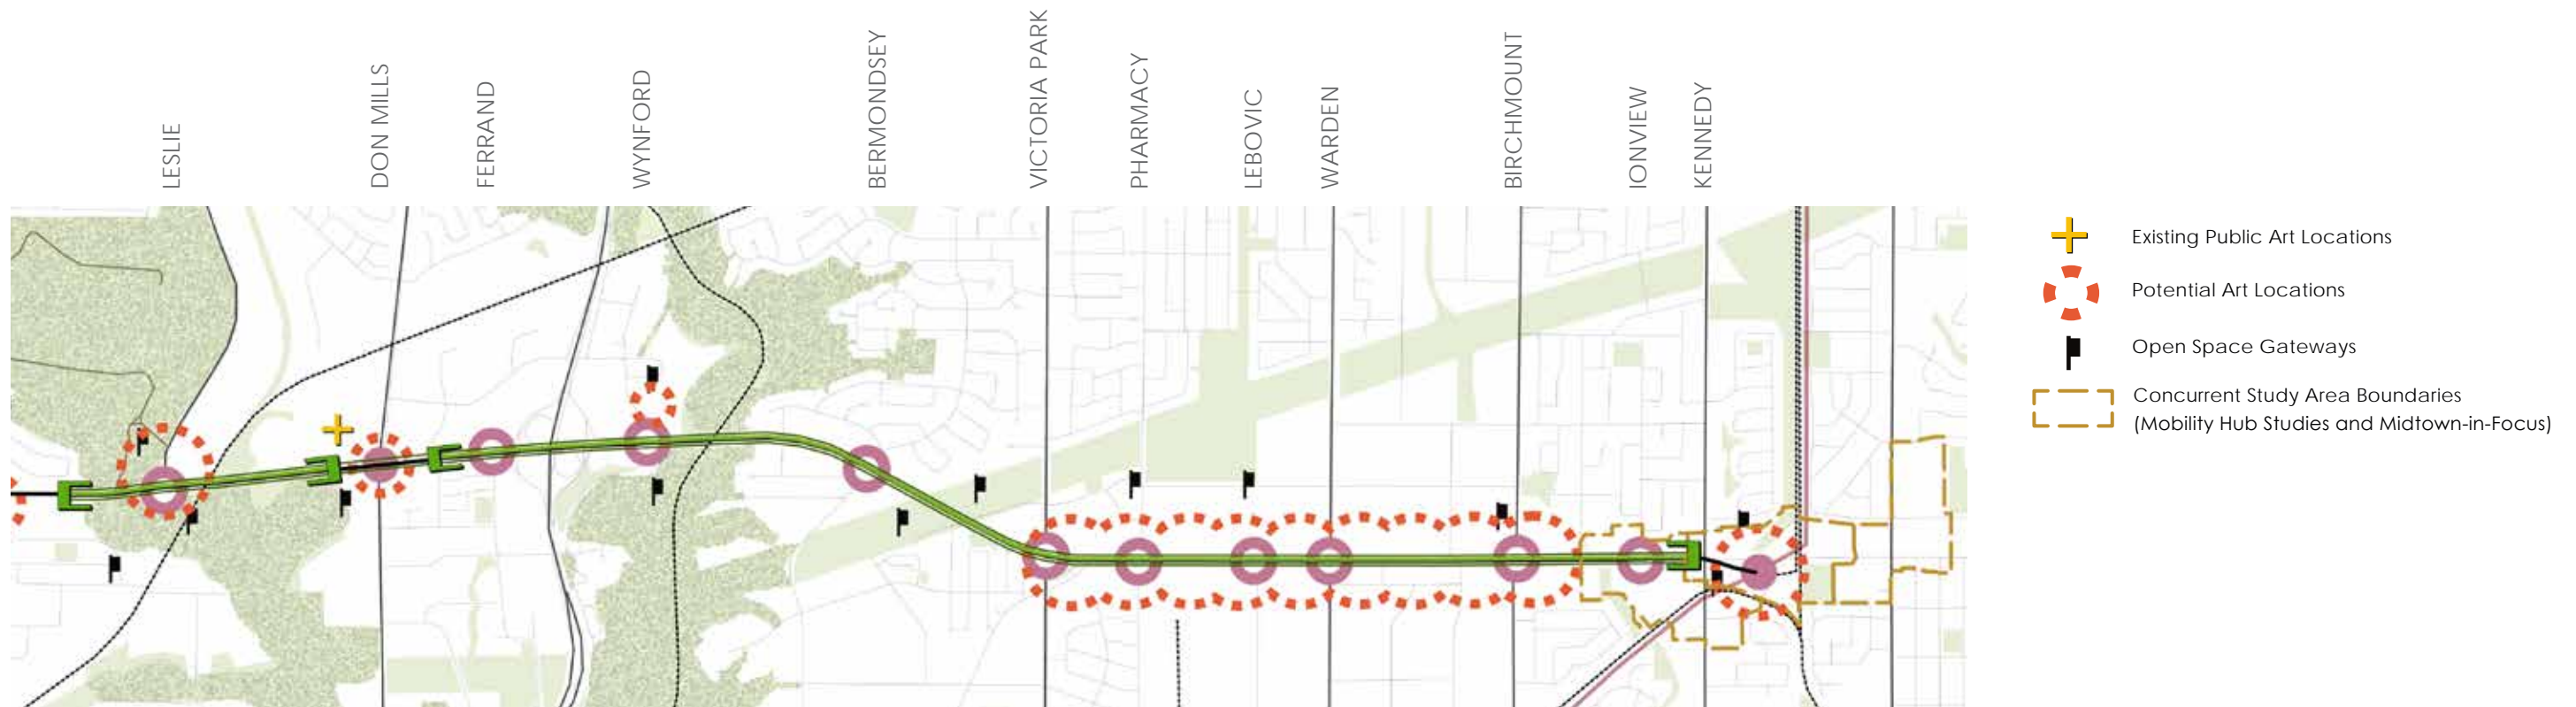 LESLIE
DON MILLS
FERRAND
WYNFORD
BERMONDSEY
VICTORIA PARK
PHARMACY
LEBOVIC
WARDEN
BIRCHMOUNT
IONVIEW
KENNEDY
Existing Public Art Locations
Potential Art Locations
Open Space Gateways
Concurrent Study Area Boundaries
(Mobility Hub Studies and Midtown-in-Focus)